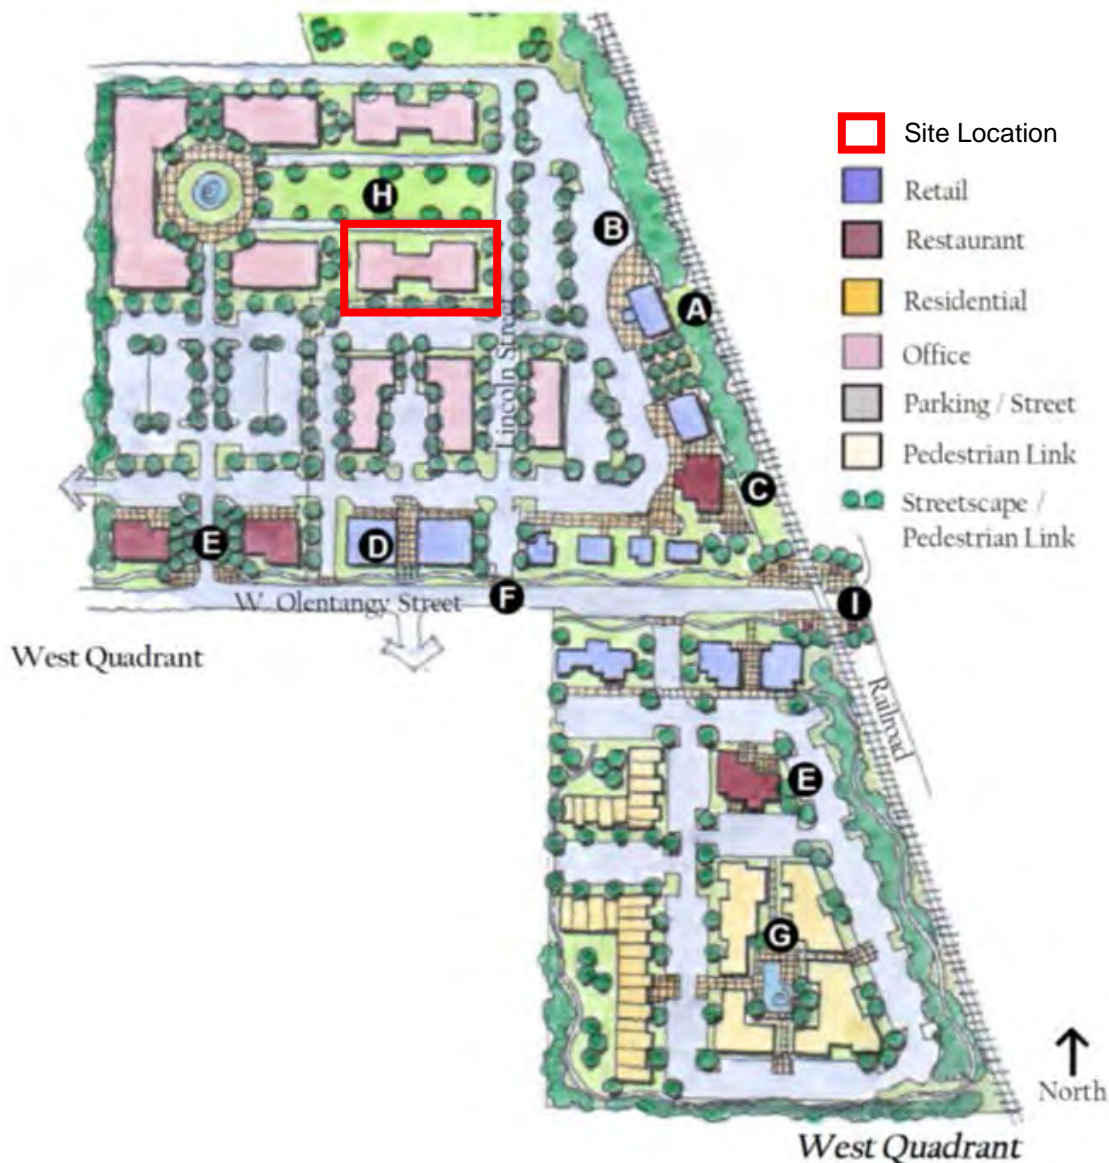 Site Location
Retail
Restaurant
Residential
Office
Parking / Street
Pedestrian Link
Streetscape /
Pedestrian Link
H
B
A
Lincoln Street
C
E
D
F
W. Olentangy Street
I
West Quadrant
Railroad
E
G
North
West Quadrant